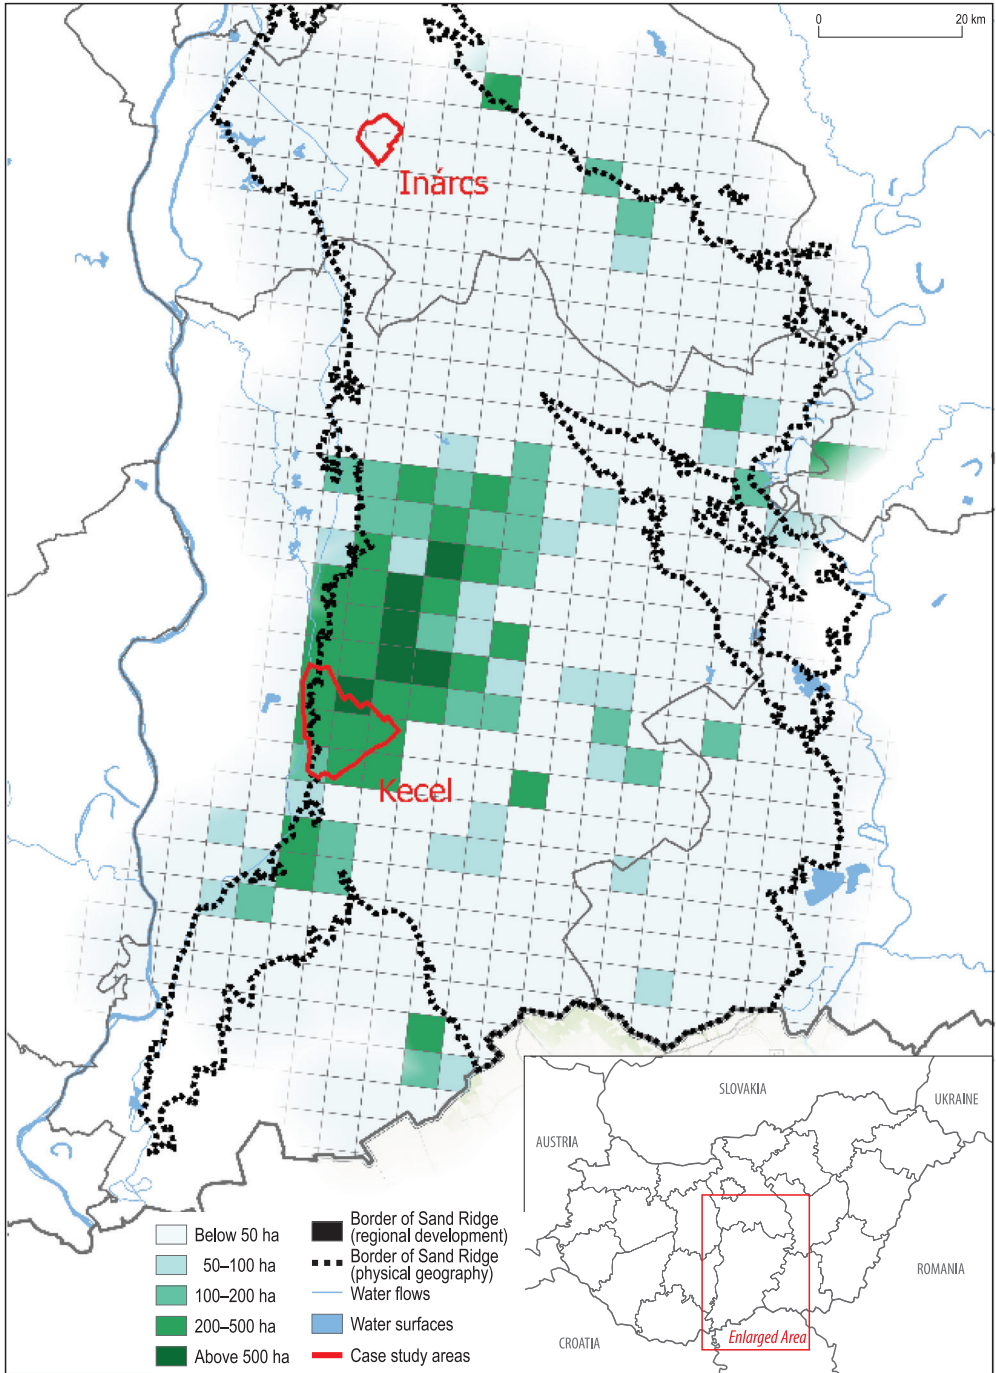 0 20 km
Inárcs
Kecel
SLOVAKIA
UKRAINE
AUSTRIA
ROMANIA
CROATIA
Enlarged Area
Below 50 ha
50–100 ha
100–200 ha
200–500 ha
Above 500 ha
Border of Sand Ridge
(regional development)
Border of Sand Ridge
(physical geography)
Water flows
Water surfaces
Case study areas